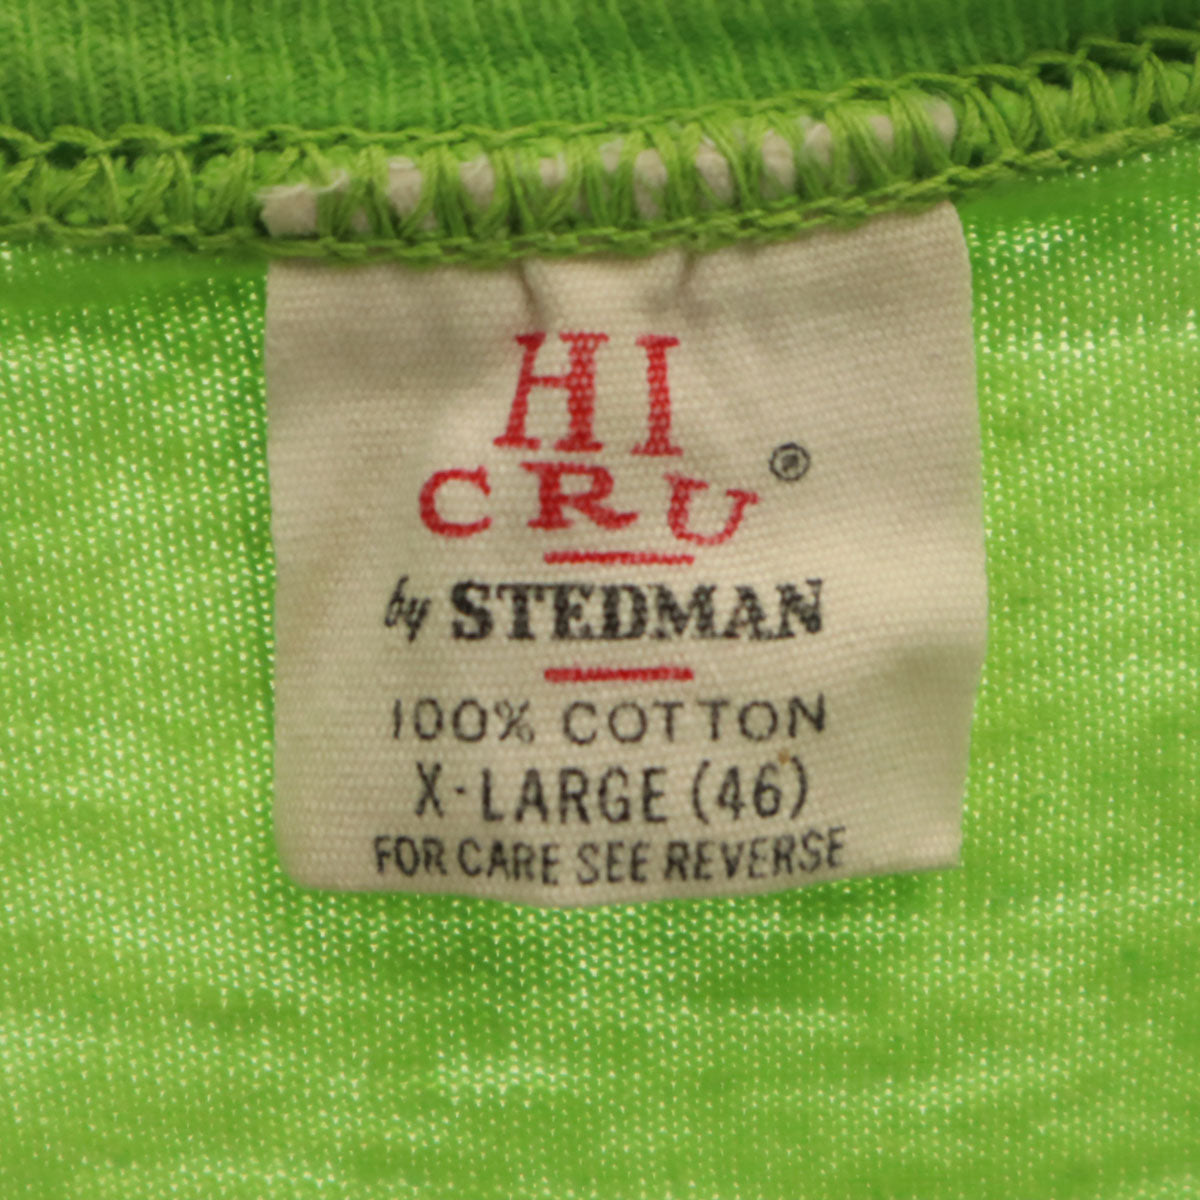 HI
CRU®
by STEDMAN
100% COTTON
X-LARGE (46)
FOR CARE SEE REVERSE